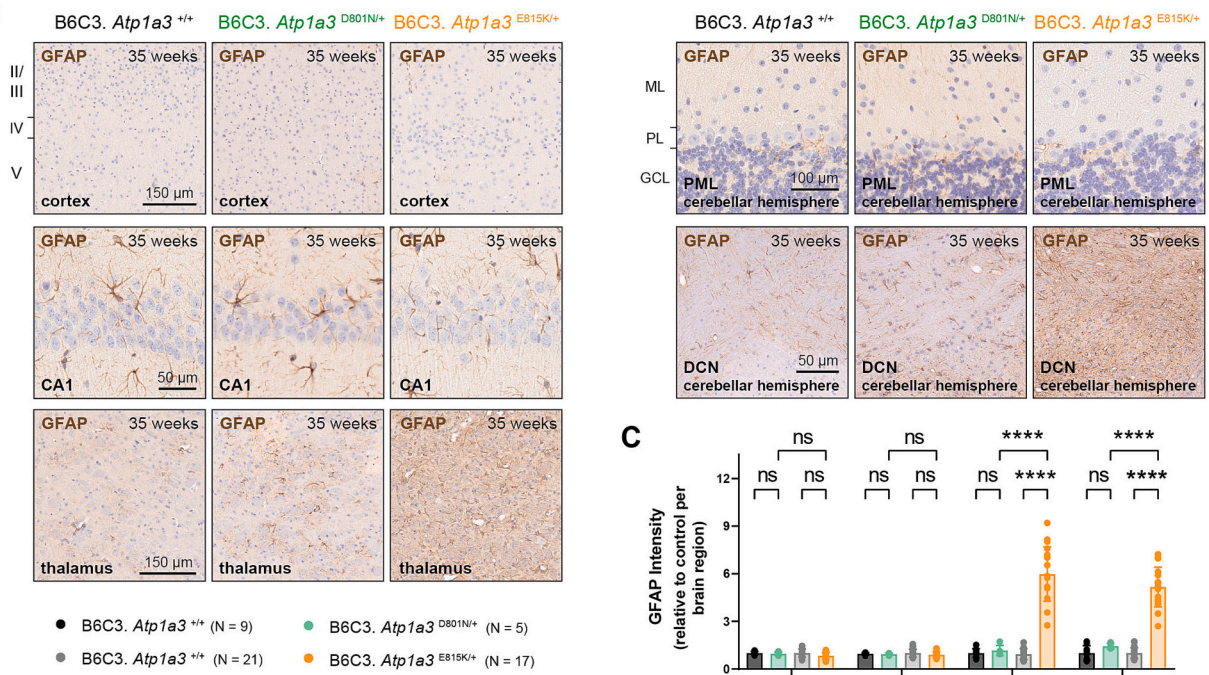 B6C3. Atp1a3 +/+ B6C3. Atp1a3 D801N/+ B6C3. Atp1a3 E815K/+
GFAP 35 weeks GFAP 35 weeks GFAP 35 weeks
II/
III
IV
V
cortex 150 µm cortex cortex
GFAP 35 weeks GFAP 35 weeks GFAP 35 weeks
CA1 50 µm CA1 CA1
GFAP 35 weeks GFAP 35 weeks GFAP 35 weeks
thalamus 150 µm thalamus thalamus
B6C3. Atp1a3 +/+ B6C3. Atp1a3 D801N/+ B6C3. Atp1a3 E815K/+
GFAP 35 weeks GFAP 35 weeks GFAP 35 weeks
ML
PL
GCL
PML 100 µm PML PML
cerebellar hemisphere cerebellar hemisphere cerebellar hemisphere
GFAP 35 weeks GFAP 35 weeks GFAP 35 weeks
DCN 50 µm DCN DCN
cerebellar hemisphere cerebellar hemisphere cerebellar hemisphere
B6C3. Atp1a3 +/+ (N = 9) B6C3. Atp1a3 D801N/+ (N = 5)
B6C3. Atp1a3 +/+ (N = 21) B6C3. Atp1a3 E815K/+ (N = 17)
C
ns ns **** ****
ns ns ns ns ns **** ns ****
GFAP Intensity
(relative to control per
brain region)
12
9
6
3
0